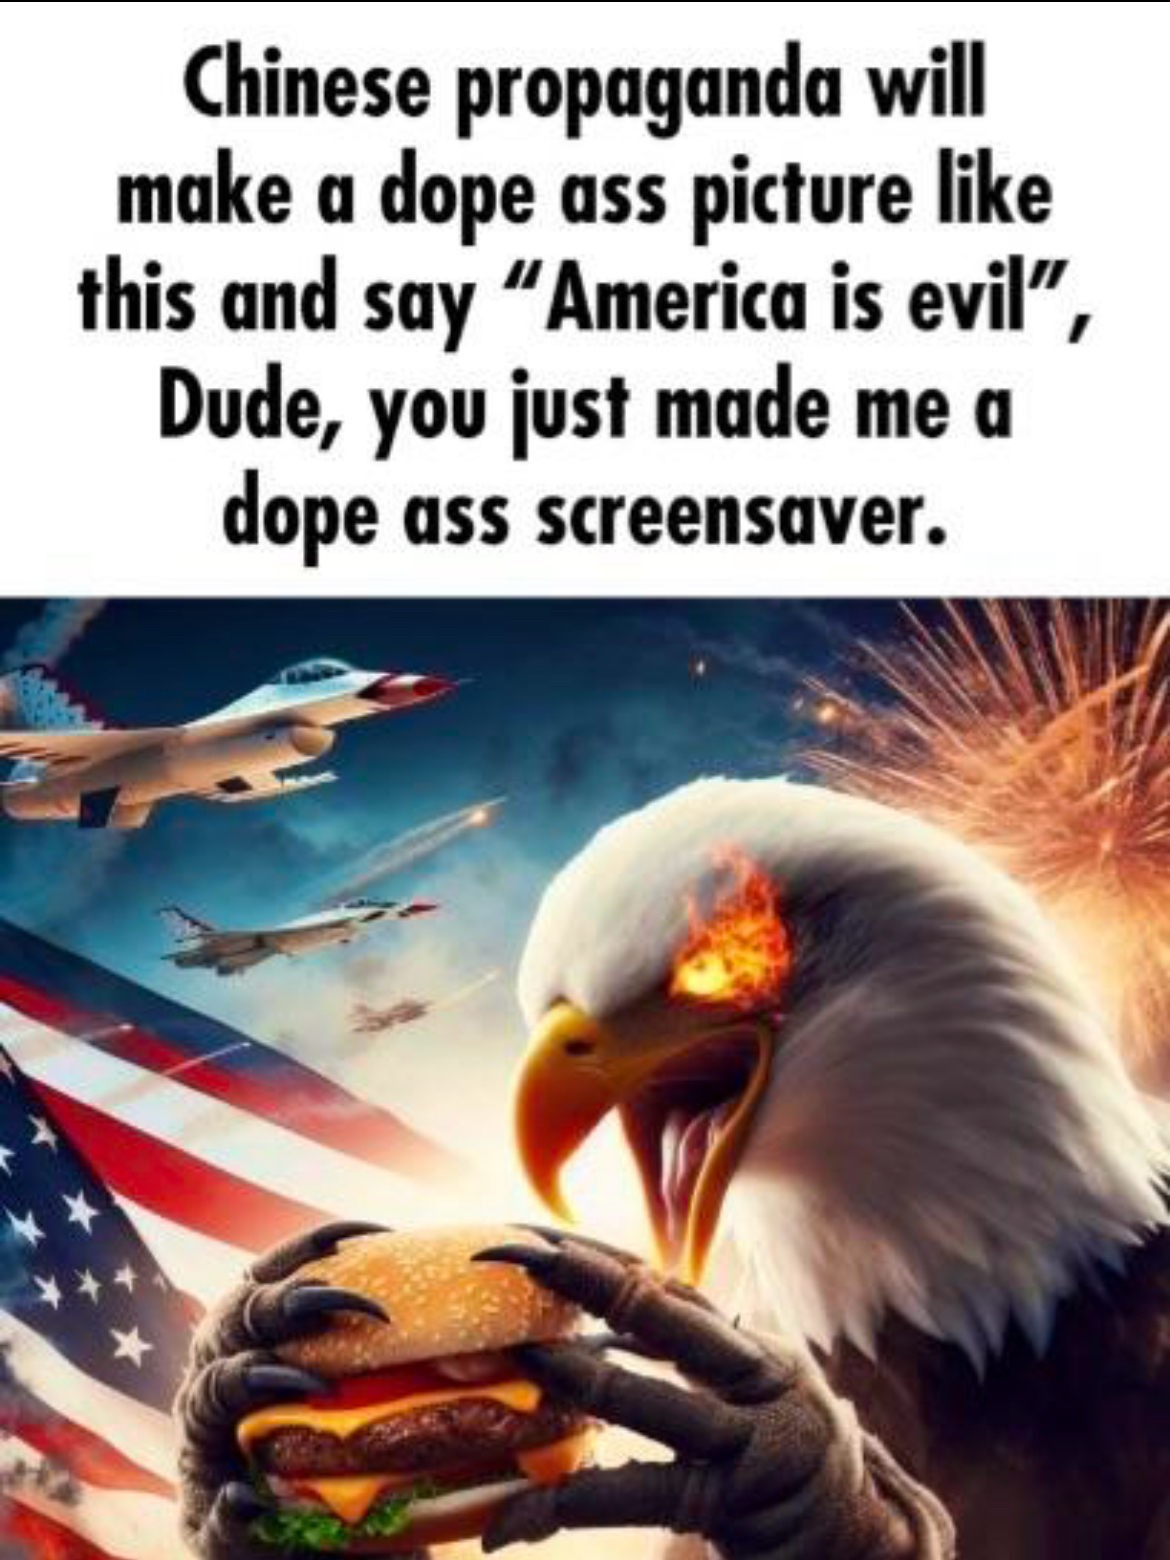 Chinese propaganda will
make a dope ass picture like
this and say “America is evil”,
Dude, you just made me a
dope ass screensaver.